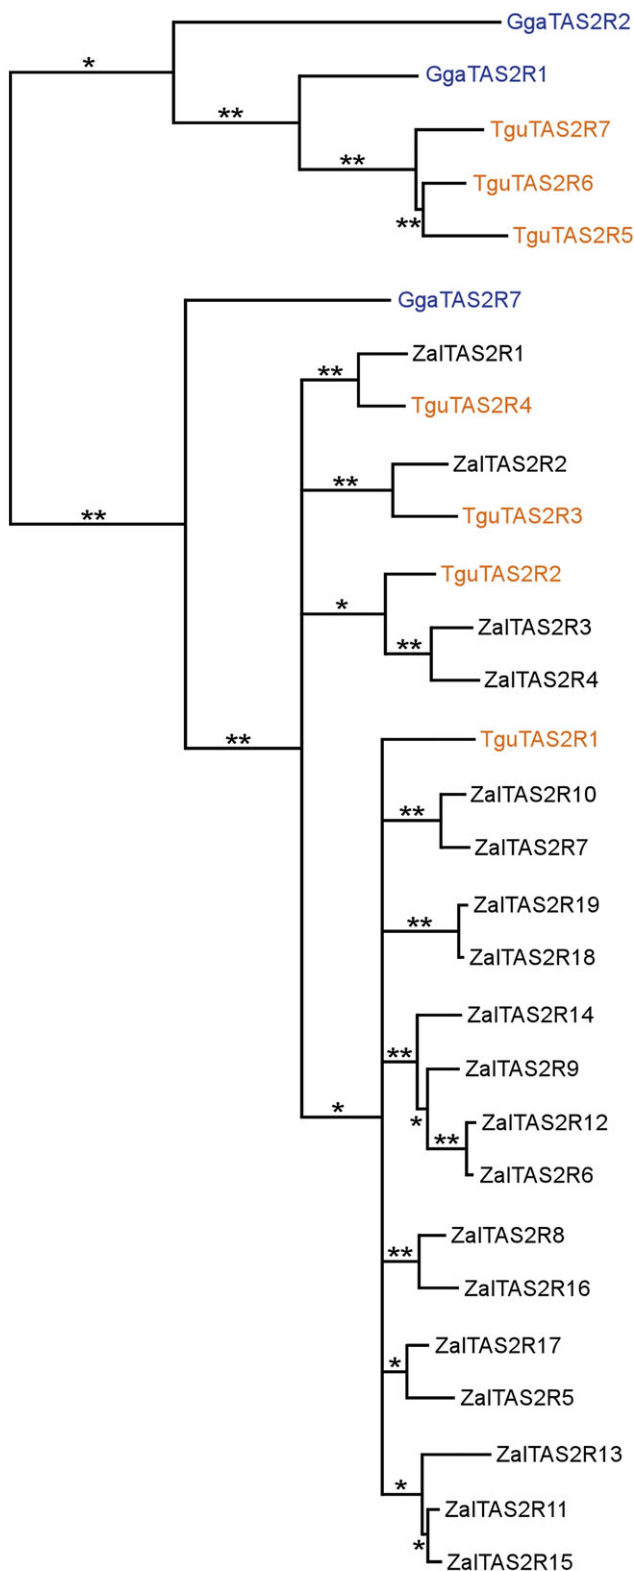 GgaTAS2R2
*
GgaTAS2R1
**
TguTAS2R7
**
TguTAS2R6
**
TguTAS2R5
GgaTAS2R7
ZalTAS2R1
**
TguTAS2R4
ZalTAS2R2
**
TguTAS2R3
**
TguTAS2R2
*
ZalTAS2R3
**
ZalTAS2R4
**
TguTAS2R1
ZalTAS2R10
**
ZalTAS2R7
ZalTAS2R19
**
ZalTAS2R18
ZalTAS2R14
**
ZalTAS2R9
*
*
ZalTAS2R12
**
ZalTAS2R6
ZalTAS2R8
**
ZalTAS2R16
ZalTAS2R17
*
ZalTAS2R5
ZalTAS2R13
*
ZalTAS2R11
*
ZalTAS2R15